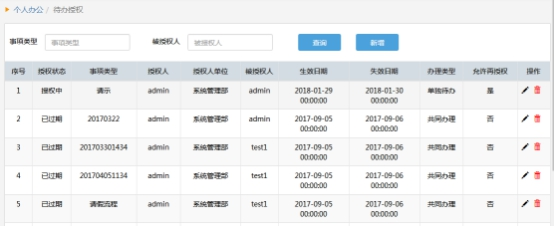 个人办公 / 待办授权
事项类型 事项类型 被授权人 被授权人 查询 新增
序号 授权状态 事项类型 授权人 授权人单位 被授权人 生效日期 失效日期 办理类型 允许再授权 操作
1 授权中 请示 admin 系统管理部 admin 2018-01-29 00:00:00 2018-01-30 00:00:00 单独待办 是
2 已过期 20170322 admin 系统管理部 admin 2017-09-05 00:00:00 2017-09-06 00:00:00 共同办理 否
3 已过期 201703301434 admin 系统管理部 test1 2017-09-05 00:00:00 2017-09-06 00:00:00 共同办理 否
4 已过期 201704051134 admin 系统管理部 test1 2017-09-05 00:00:00 2017-09-06 00:00:00 共同办理 否
5 已过期 请假流程 admin 系统管理部 test1 2017-09-05 00:00:00 2017-09-06 00:00:00 共同办理 否